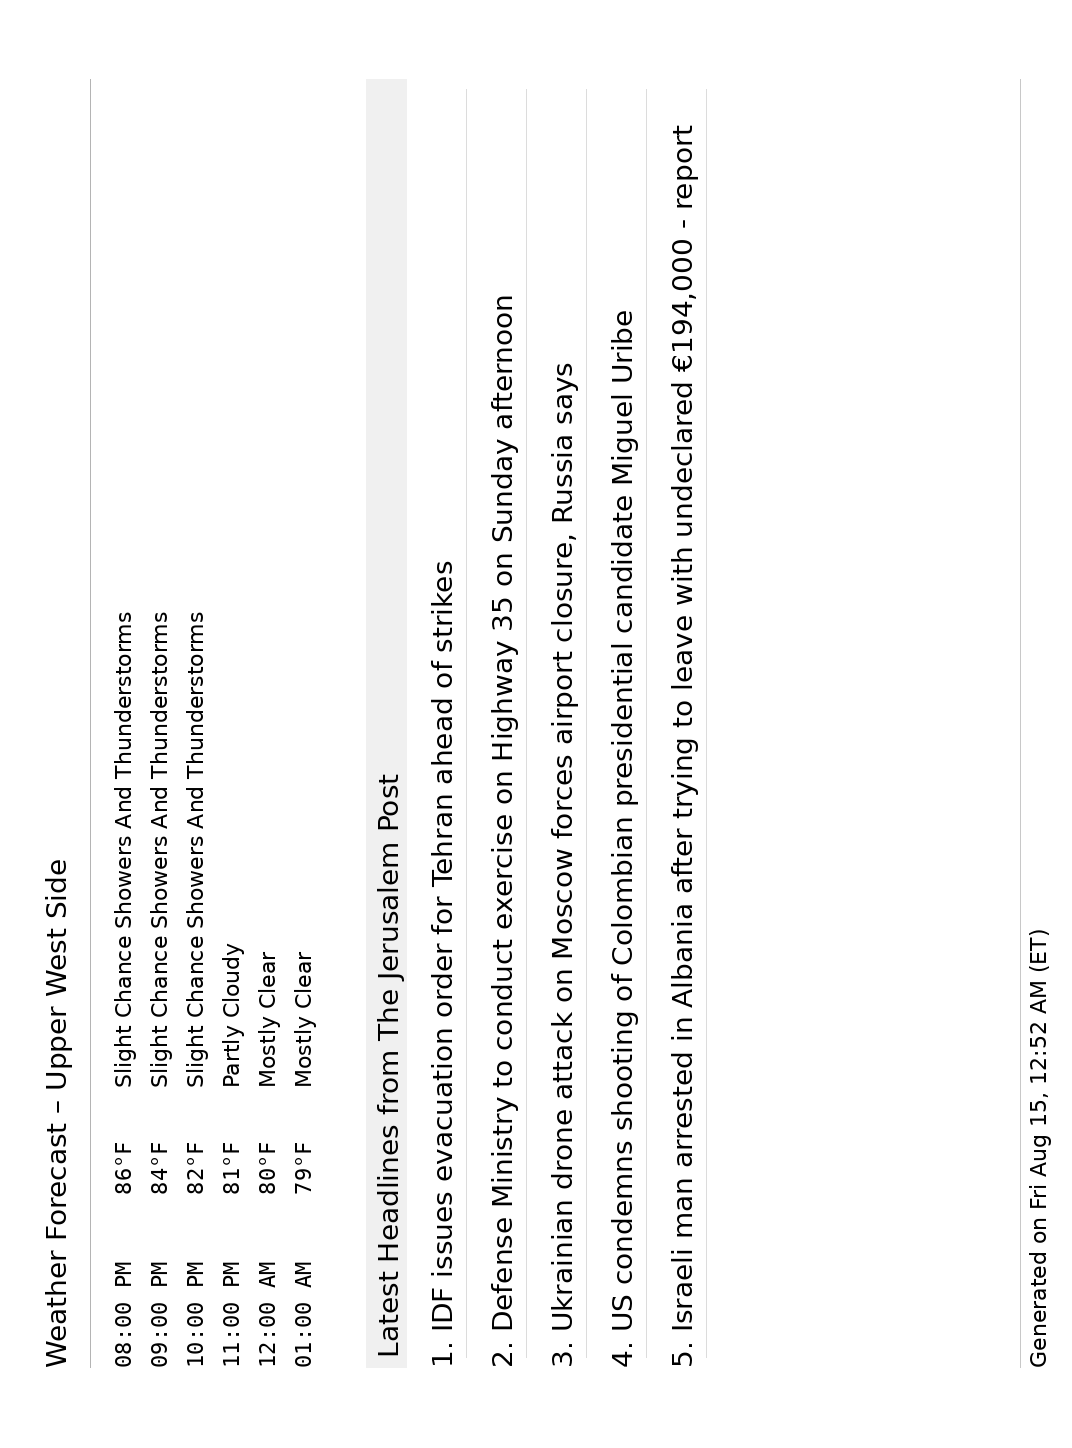 Weather Forecast – Upper West Side
08:00 PM 86°F Slight Chance Showers And Thunderstorms
09:00 PM 84°F Slight Chance Showers And Thunderstorms
10:00 PM 82°F Slight Chance Showers And Thunderstorms
11:00 PM 81°F Partly Cloudy
12:00 AM 80°F Mostly Clear
01:00 AM 79°F Mostly Clear
Latest Headlines from The Jerusalem Post
1. IDF issues evacuation order for Tehran ahead of strikes
2. Defense Ministry to conduct exercise on Highway 35 on Sunday afternoon
3. Ukrainian drone attack on Moscow forces airport closure, Russia says
4. US condemns shooting of Colombian presidential candidate Miguel Uribe
5. Israeli man arrested in Albania after trying to leave with undeclared €194,000 - report
Generated on Fri Aug 15, 12:52 AM (ET)